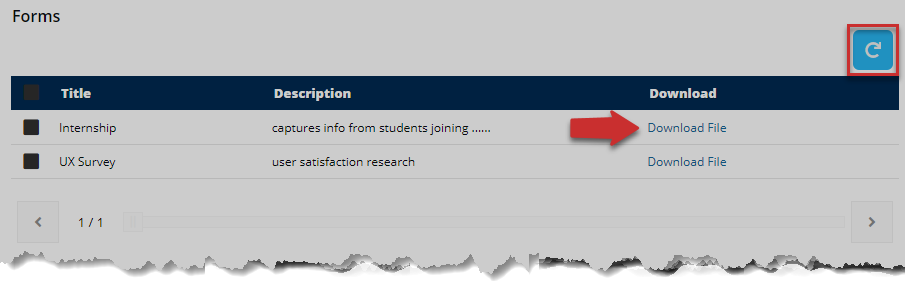 Forms
Title Description Download
Internship captures info from students joining ...... Download File
UX Survey user satisfaction research Download File
1 / 1